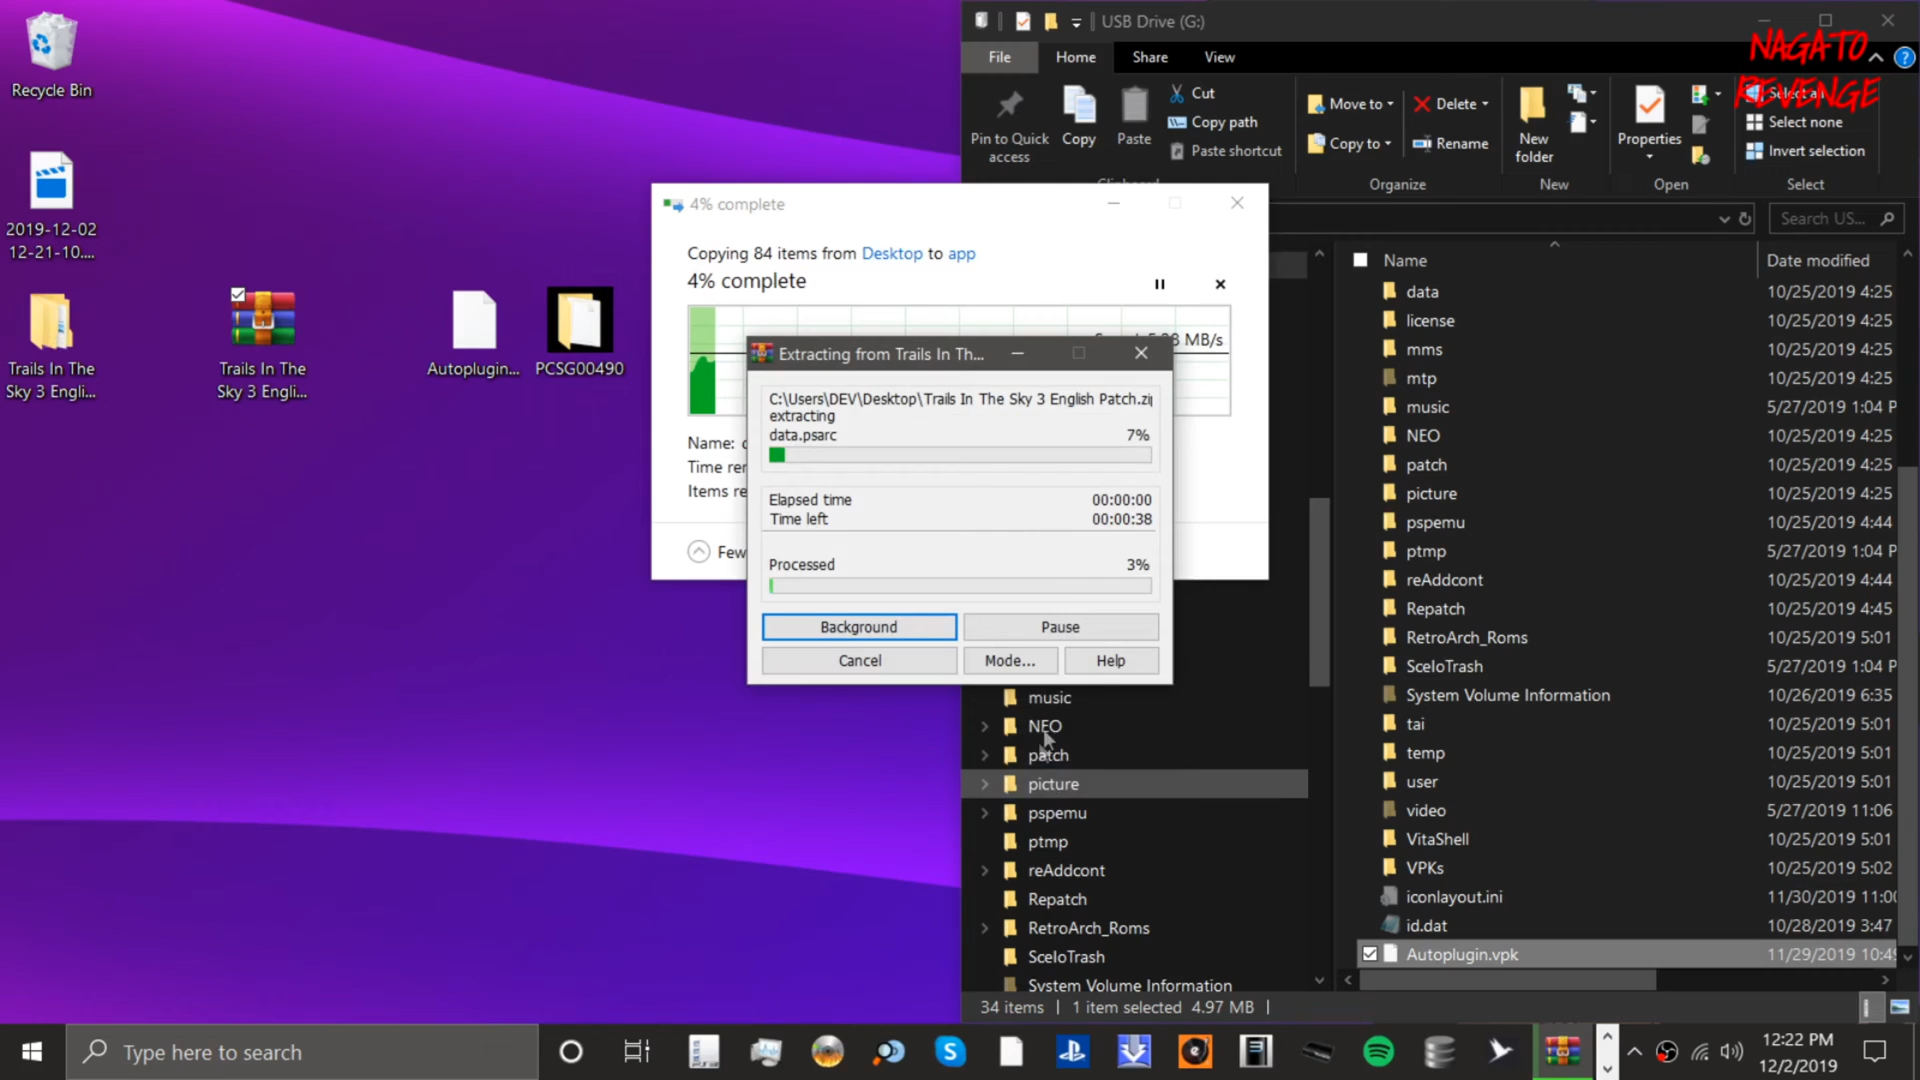 Recycle Bin
2019-12-02
12-21-10....
Trails In The
Sky 3 Engli...
Trails In The
Sky 3 Engli...
Autoplugin...
PCSG00490
USB Drive (G:)
NAGATO
REVENGE
File
Home
Share
View
Pin to Quick
access
Copy
Paste
Cut
Copy path
Paste shortcut
Move to
Copy to
Delete
Rename
New
folder
Properties
Select all
Select none
Invert selection
Clipboard
Organize
New
Open
Select
Search US...
4% complete
Copying 84 items from Desktop to app
4% complete
MB/s
Name:
Time rem
Items re
Few
Extracting from Trails In Th...
C:\Users\DEV\Desktop\Trails In The Sky 3 English Patch.zip
extracting
data.psarc
7%
Elapsed time
00:00:00
Time left
00:00:38
Processed
3%
Background
Pause
Cancel
Mode...
Help
music
NEO
patch
picture
pspemu
ptmp
reAddcont
Repatch
RetroArch_Roms
SceIoTrash
System Volume Information
Name
Date modified
data 10/25/2019 4:25
license 10/25/2019 4:25
mms 10/25/2019 4:25
mtp 10/25/2019 4:25
music 5/27/2019 1:04 P
NEO 10/25/2019 4:25
patch 10/25/2019 4:25
picture 10/25/2019 4:25
pspemu 10/25/2019 4:44
ptmp 5/27/2019 1:04 P
reAddcont 10/25/2019 4:44
Repatch 10/25/2019 4:45
RetroArch_Roms 10/25/2019 5:01
SceIoTrash 5/27/2019 1:04 P
System Volume Information 10/26/2019 6:35
tai 10/25/2019 5:01
temp 10/25/2019 5:01
user 10/25/2019 5:01
video 5/27/2019 11:06
VitaShell 10/25/2019 5:01
VPKs 10/25/2019 5:02
iconlayout.ini 11/30/2019 11:00
id.dat 10/28/2019 3:47
Autoplugin.vpk 11/29/2019 10:49
34 items
1 item selected 4.97 MB
Type here to search
12:22 PM
12/2/2019